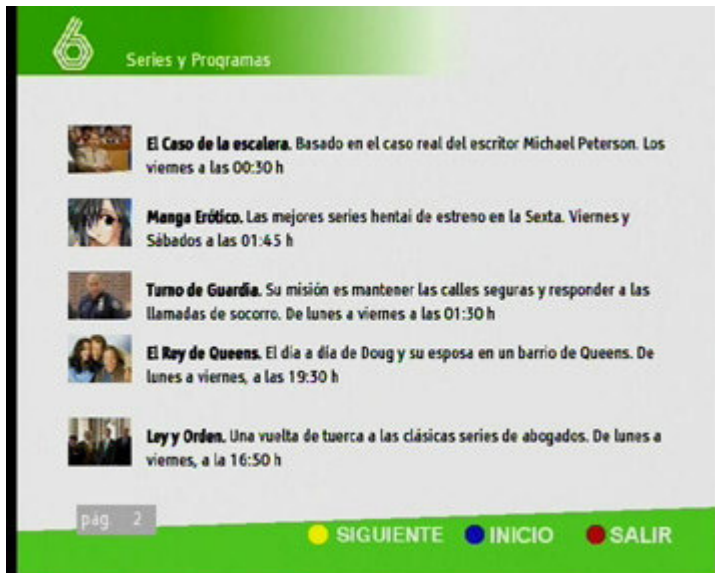 6
Series y Programas
El Caso de la escalera. Basado en el caso real del escritor Michael Peterson. Los
viernes a las 00:30 h
Manga Erótico. Las mejores series hentai de estreno en la Sexta. Viernes y
Sábados a las 01:45 h
Turno de Guardia. Su misión es mantener las calles seguras y responder a las
llamadas de socorro. De lunes a viernes a las 01:30 h
El Rey de Queens. El día a día de Doug y su esposa en un barrio de Queens. De
lunes a viernes, a las 19:30 h
Ley y Orden. Una vuelta de tuerca a las clásicas series de abogados. De lunes a
viernes, a la 16:50 h
pág 2
SIGUIENTE INICIO SALIR